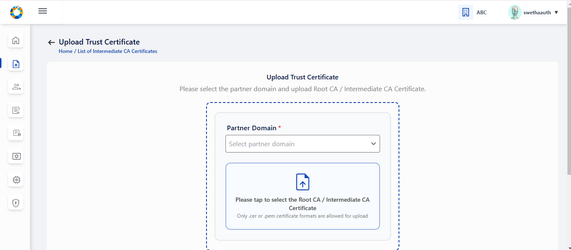 ABC
swethaauth
Upload Trust Certificate
Home / List of Intermediate CA Certificates
Upload Trust Certificate
Please select the partner domain and upload Root CA / Intermediate CA Certificate.
Partner Domain *
Select partner domain
Please tap to select the Root CA / Intermediate CA
Certificate
Only .cer or .pem certificate formats are allowed for upload